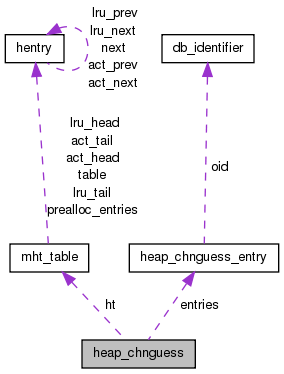 lru_prev
lru_next
next
act_prev
act_next
hentry
db_identifier
lru_head
act_tail
act_head
table
lru_tail
prealloc_entries
oid
mht_table
heap_chnguess_entry
ht
entries
heap_chnguess